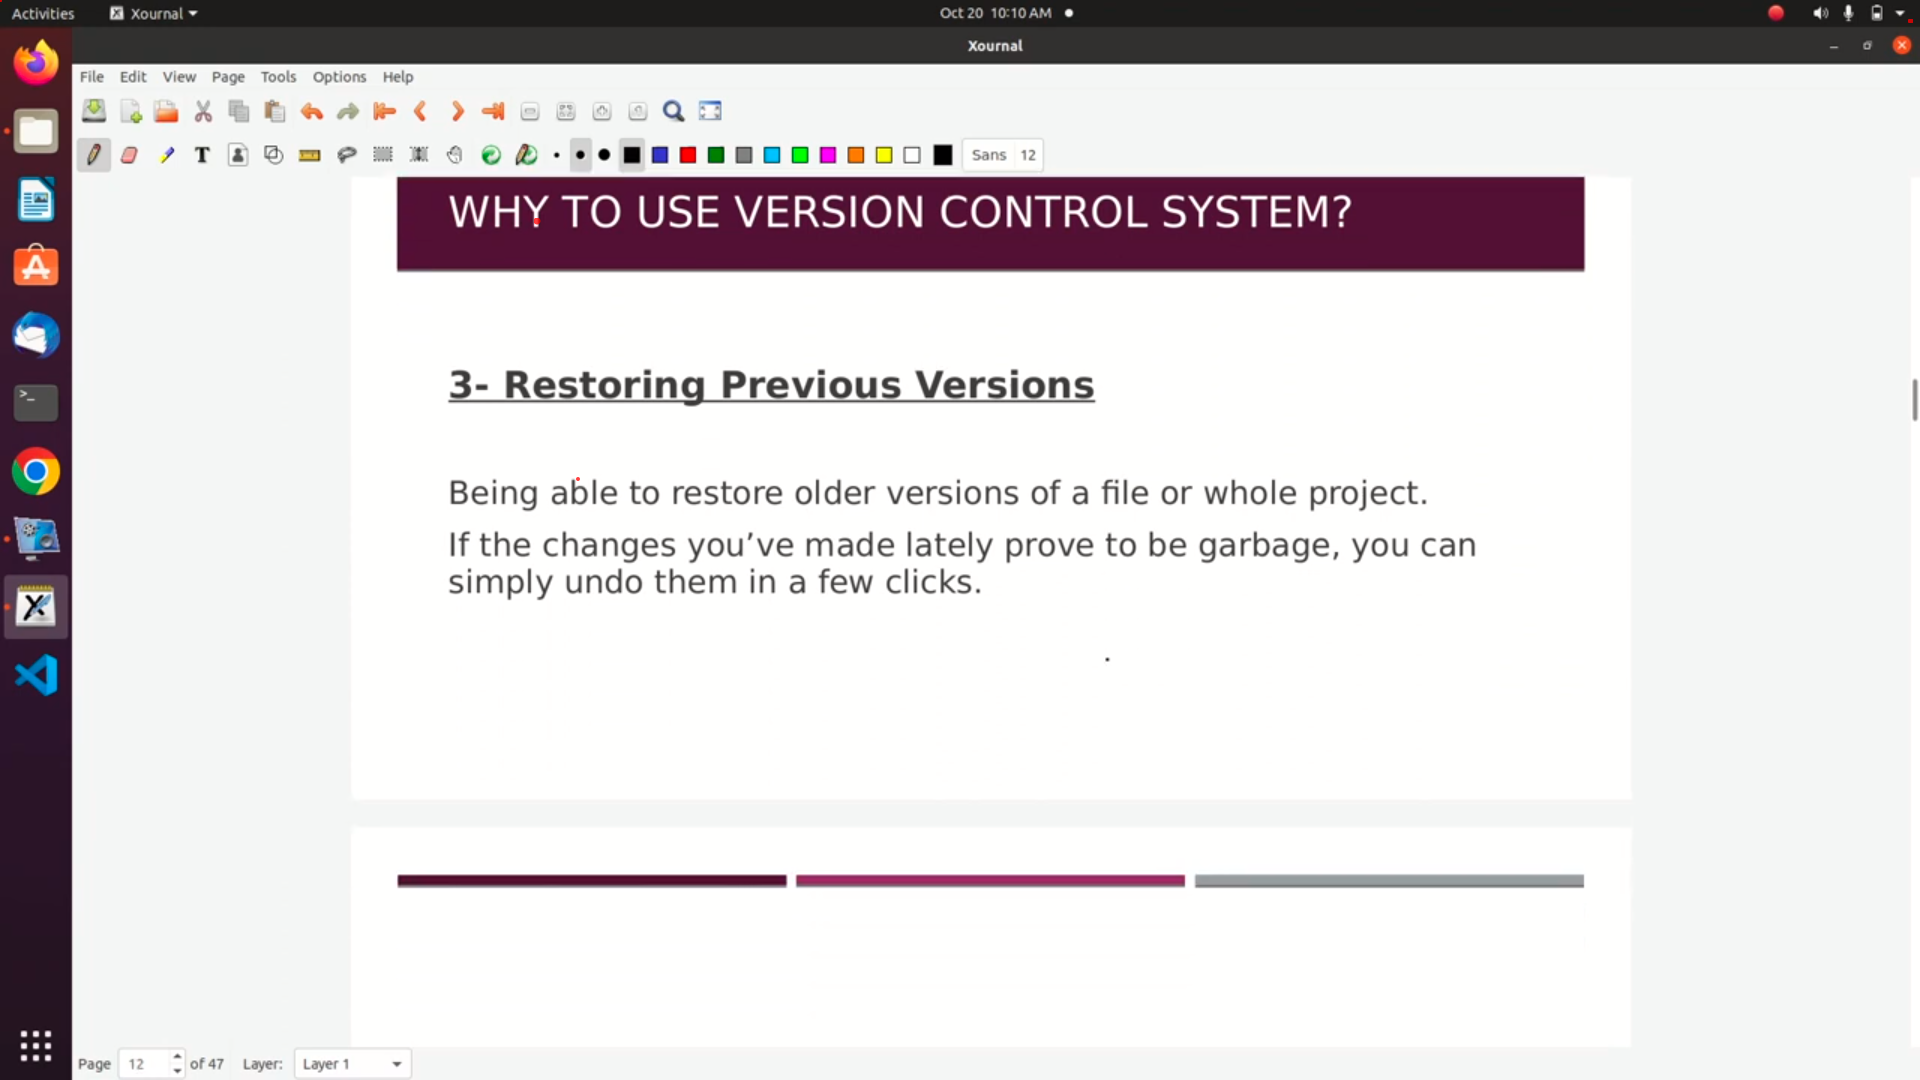 Activities Xournal Oct 20 10:10 AM
Xournal
File Edit View Page Tools Options Help
Sans 12
WHY TO USE VERSION CONTROL SYSTEM?
3- Restoring Previous Versions
Being able to restore older versions of a file or whole project.
If the changes you’ve made lately prove to be garbage, you can
simply undo them in a few clicks.
Page 12 of 47 Layer: Layer 1